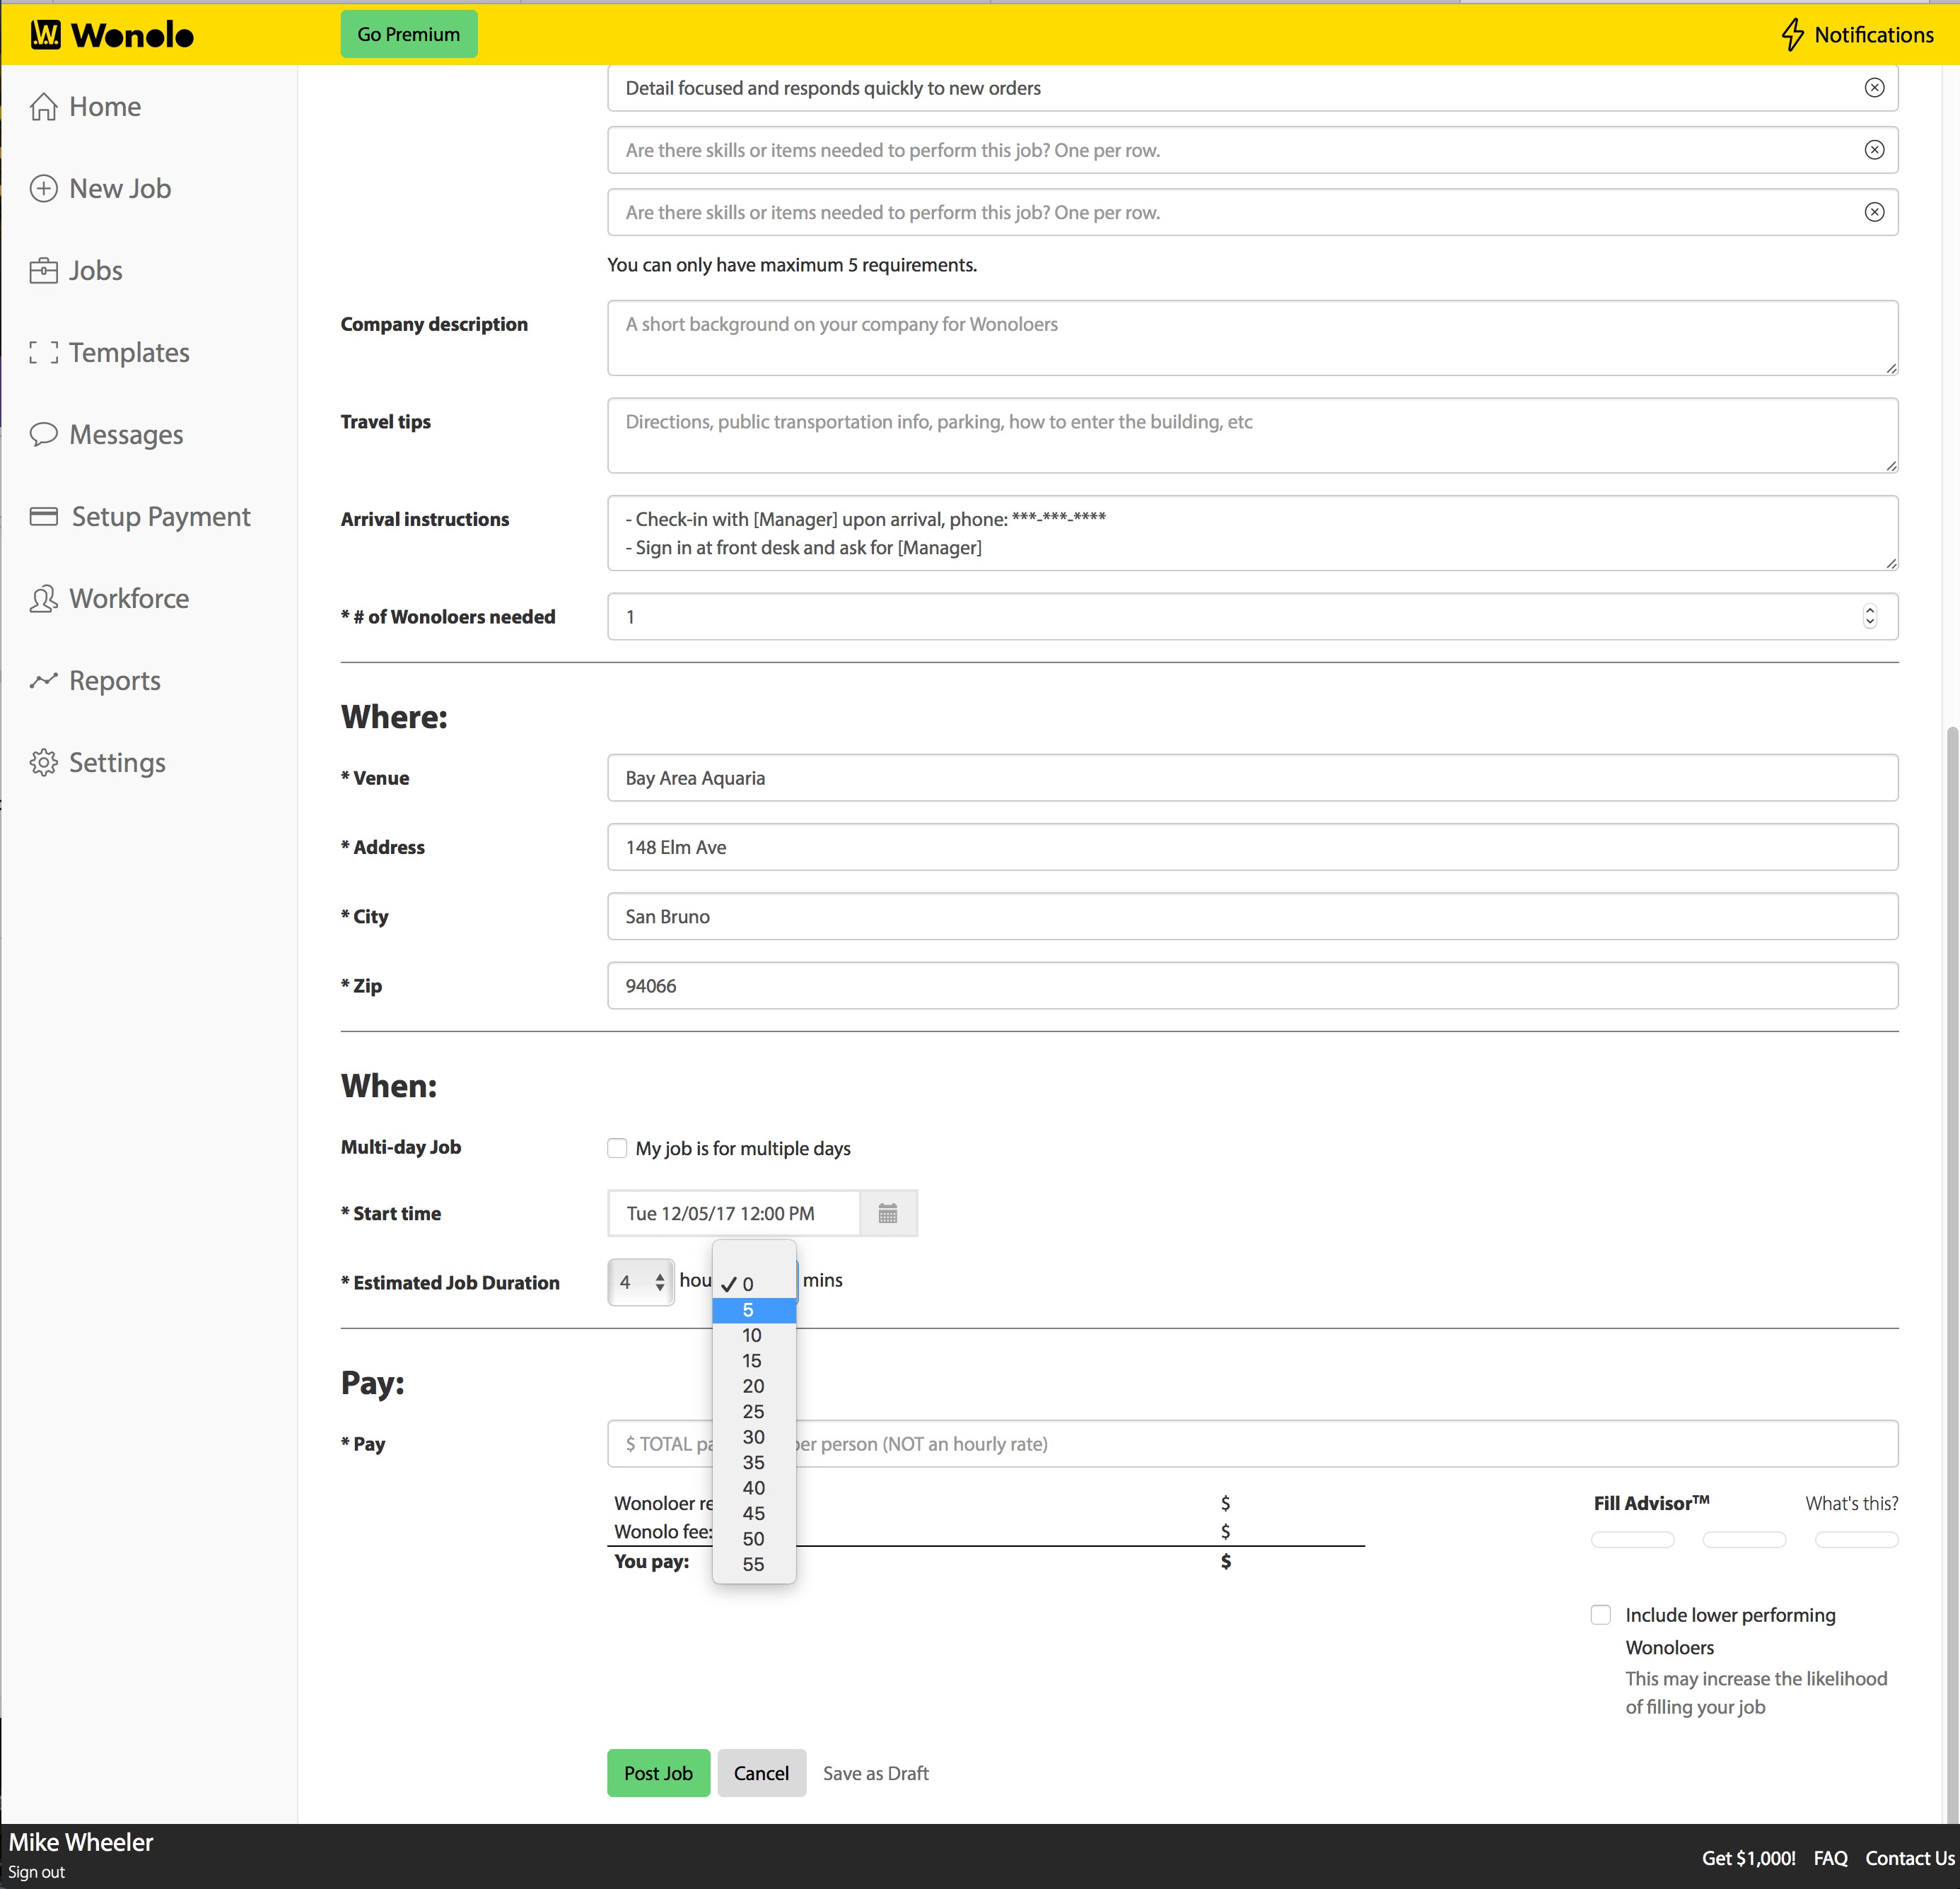 Wonolo
Go Premium
Notifications
Home
New Job
Jobs
Templates
Messages
Setup Payment
Workforce
Reports
Settings
Detail focused and responds quickly to new orders
Are there skills or items needed to perform this job? One per row.
Are there skills or items needed to perform this job? One per row.
You can only have maximum 5 requirements.
Company description
A short background on your company for Wonoloers
Travel tips
Directions, public transportation info, parking, how to enter the building, etc
Arrival instructions
- Check-in with [Manager] upon arrival, phone: ***-***-****
- Sign in at front desk and ask for [Manager]
* # of Wonoloers needed
1
Where:
* Venue
Bay Area Aquaria
* Address
148 Elm Ave
* City
San Bruno
* Zip
94066
When:
Multi-day Job
My job is for multiple days
* Start time
Tue 12/05/17 12:00 PM
* Estimated Job Duration
4 hou
mins
✓ 0
5
10
15
20
25
30
35
40
45
50
55
Pay:
* Pay
$ TOTAL pa er person (NOT an hourly rate)
Wonoloer re $
Wonolo fee: $
You pay: $
Fill Advisor™
What's this?
Include lower performing
Wonoloers
This may increase the likelihood
of filling your job
Post Job
Cancel
Save as Draft
Mike Wheeler
Sign out
Get $1,000!
FAQ
Contact Us